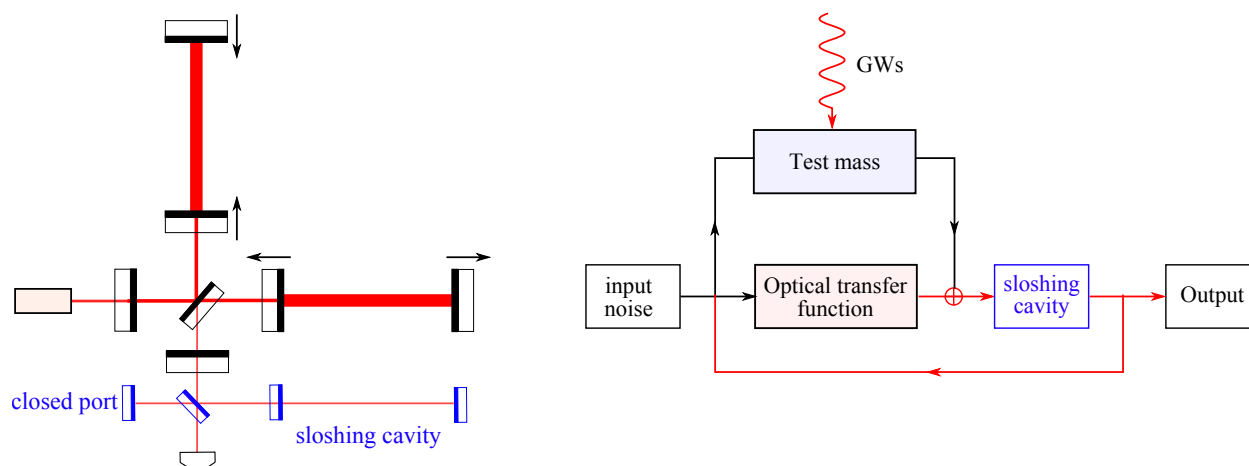 closed port
sloshing cavity
GWs
Test mass
input
noise
Optical transfer
function
sloshing
cavity
Output